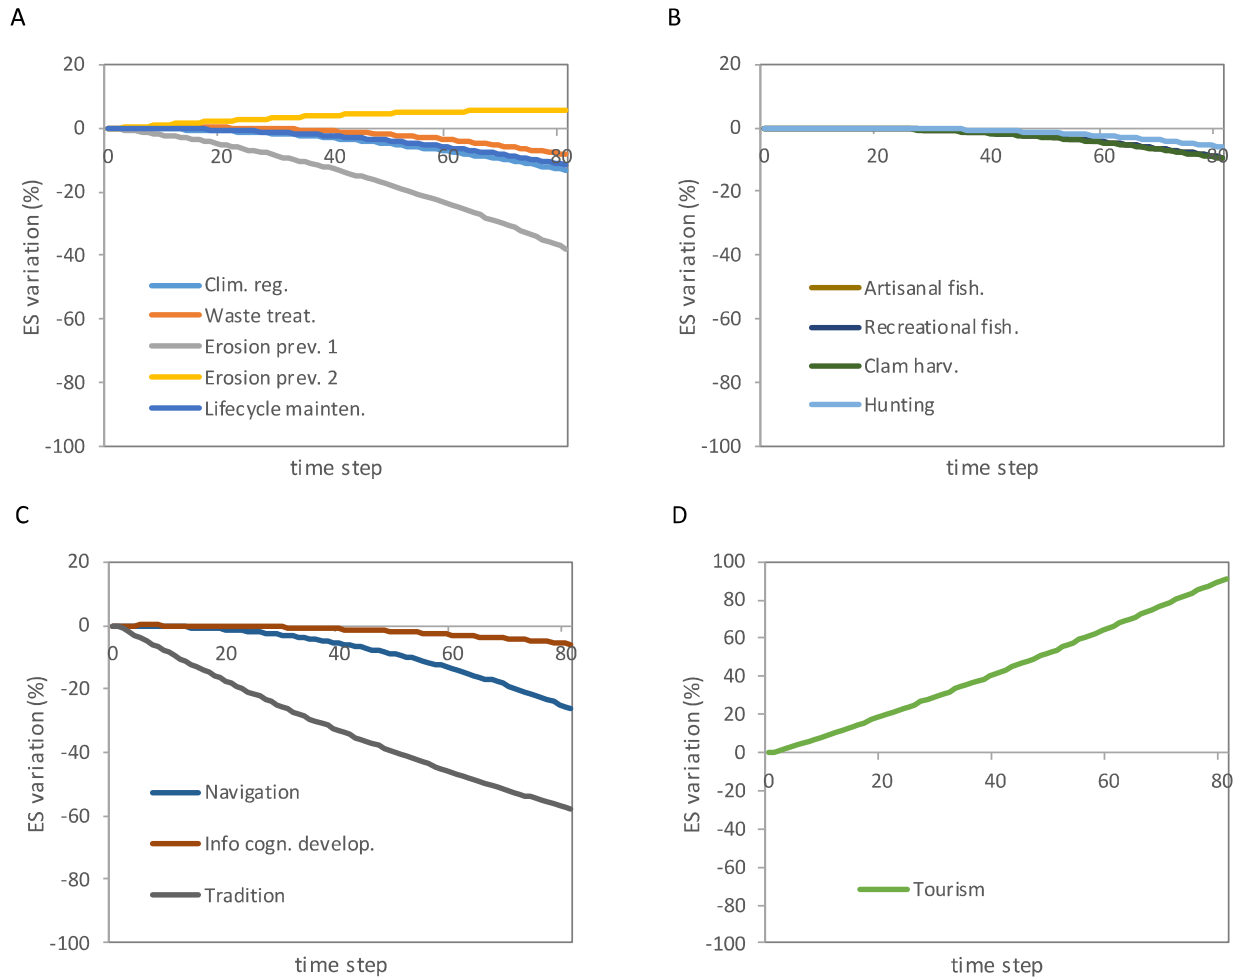 A
20
0
-20
-40
-60
-80
-100
0 20 40 60 80
ES variation (%)
Clim. reg.
Waste treat.
Erosion prev. 1
Erosion prev. 2
Lifecycle mainten.
time step
B
20
0
-20
-40
-60
-80
-100
0 20 40 60 80
ES variation (%)
Artisanal fish.
Recreational fish.
Clam harv.
Hunting
time step
C
20
0
-20
-40
-60
-80
-100
0 20 40 60 80
ES variation (%)
Navigation
Info cogn. develop.
Tradition
time step
D
100
80
60
40
20
0
-20
-40
-60
-80
-100
0 20 40 60 80
ES variation (%)
Tourism
time step